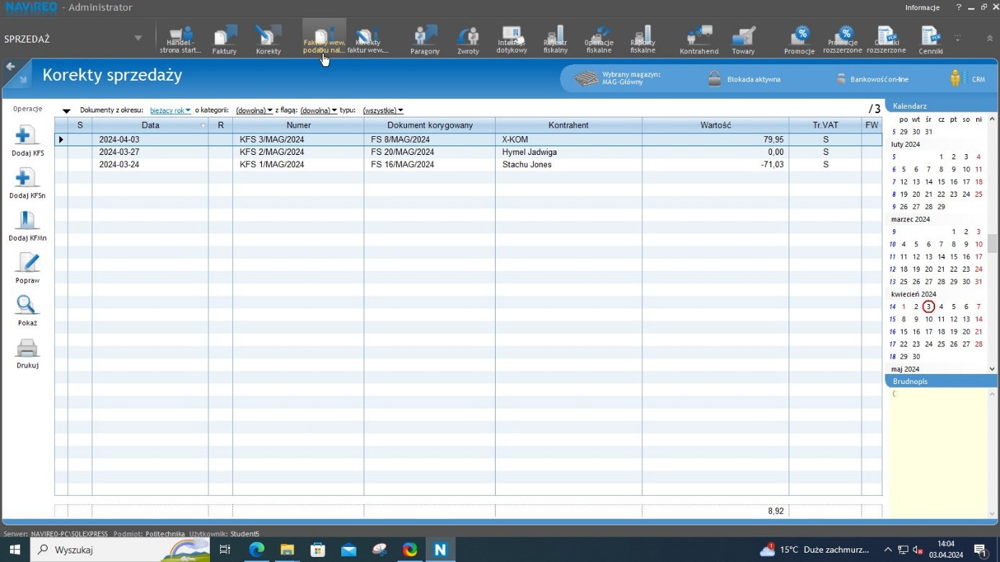 NAVIREO - Administrator
Informacje ?
SPRZEDAŻ
Handel -
strona start...
Faktury
Korekty
Faktury wew.
podatku nal...
Korekty
faktur wew....
Paragony
Zwroty
Interfejs
dotykowy
Rejestr
fiskalny
Operacje
fiskalne
Raporty
fiskalne
Kontrahend
Towary
Promocje
Promocje
rozszerzone
Cenniki
rozszerzone
Cenniki
Korekty sprzedaży
Wybrany magazyn:
MAG-Główny
Blokada aktywna
Bankowość on-line
CRM
Operacje
Dodaj KFS
Dodaj KFSn
Dodaj KFMn
Popraw
Pokaż
Drukuj
Dokumenty z okresu: bieżący rok o kategorii: (dowolna) z flagą: (dowolna) typu: (wszystkie) /3
S Data R Numer Dokument korygowany Kontrahent Wartość Tr.VAT FW
2024-04-03 KFS 3/MAG/2024 FS 8/MAG/2024 X-KOM 79,95 S
2024-03-27 KFS 2/MAG/2024 FS 20/MAG/2024 Hymel Jadwiga 0,00 S
2024-03-24 KFS 1/MAG/2024 FS 16/MAG/2024 Stachu Jones -71,03 S
8,92
Kalendarz
po wt śr cz pt so ni
5 29 30 31
luty 2024
5 1 2 3 4
6 5 6 7 8 9 10 11
7 12 13 14 15 16 17 18
8 19 20 21 22 23 24 25
9 26 27 28 29
marzec 2024
9 1 2 3
10 4 5 6 7 8 9 10
11 11 12 13 14 15 16 17
12 18 19 20 21 22 23 24
13 25 26 27 28 29 30 31
kwiecień 2024
14 1 2 3 4 5 6 7
15 8 9 10 11 12 13 14
16 15 16 17 18 19 20 21
17 22 23 24 25 26 27 28
18 29 30
maj 2024
Brudnopis
(:
Serwer: NAVIREO-PC\SQLEXPRESS Podmiot: Politechnika Użytkownik: Student5
Wyszukaj
N
15°C Duże zachmurz...
14:04
03.04.2024
1